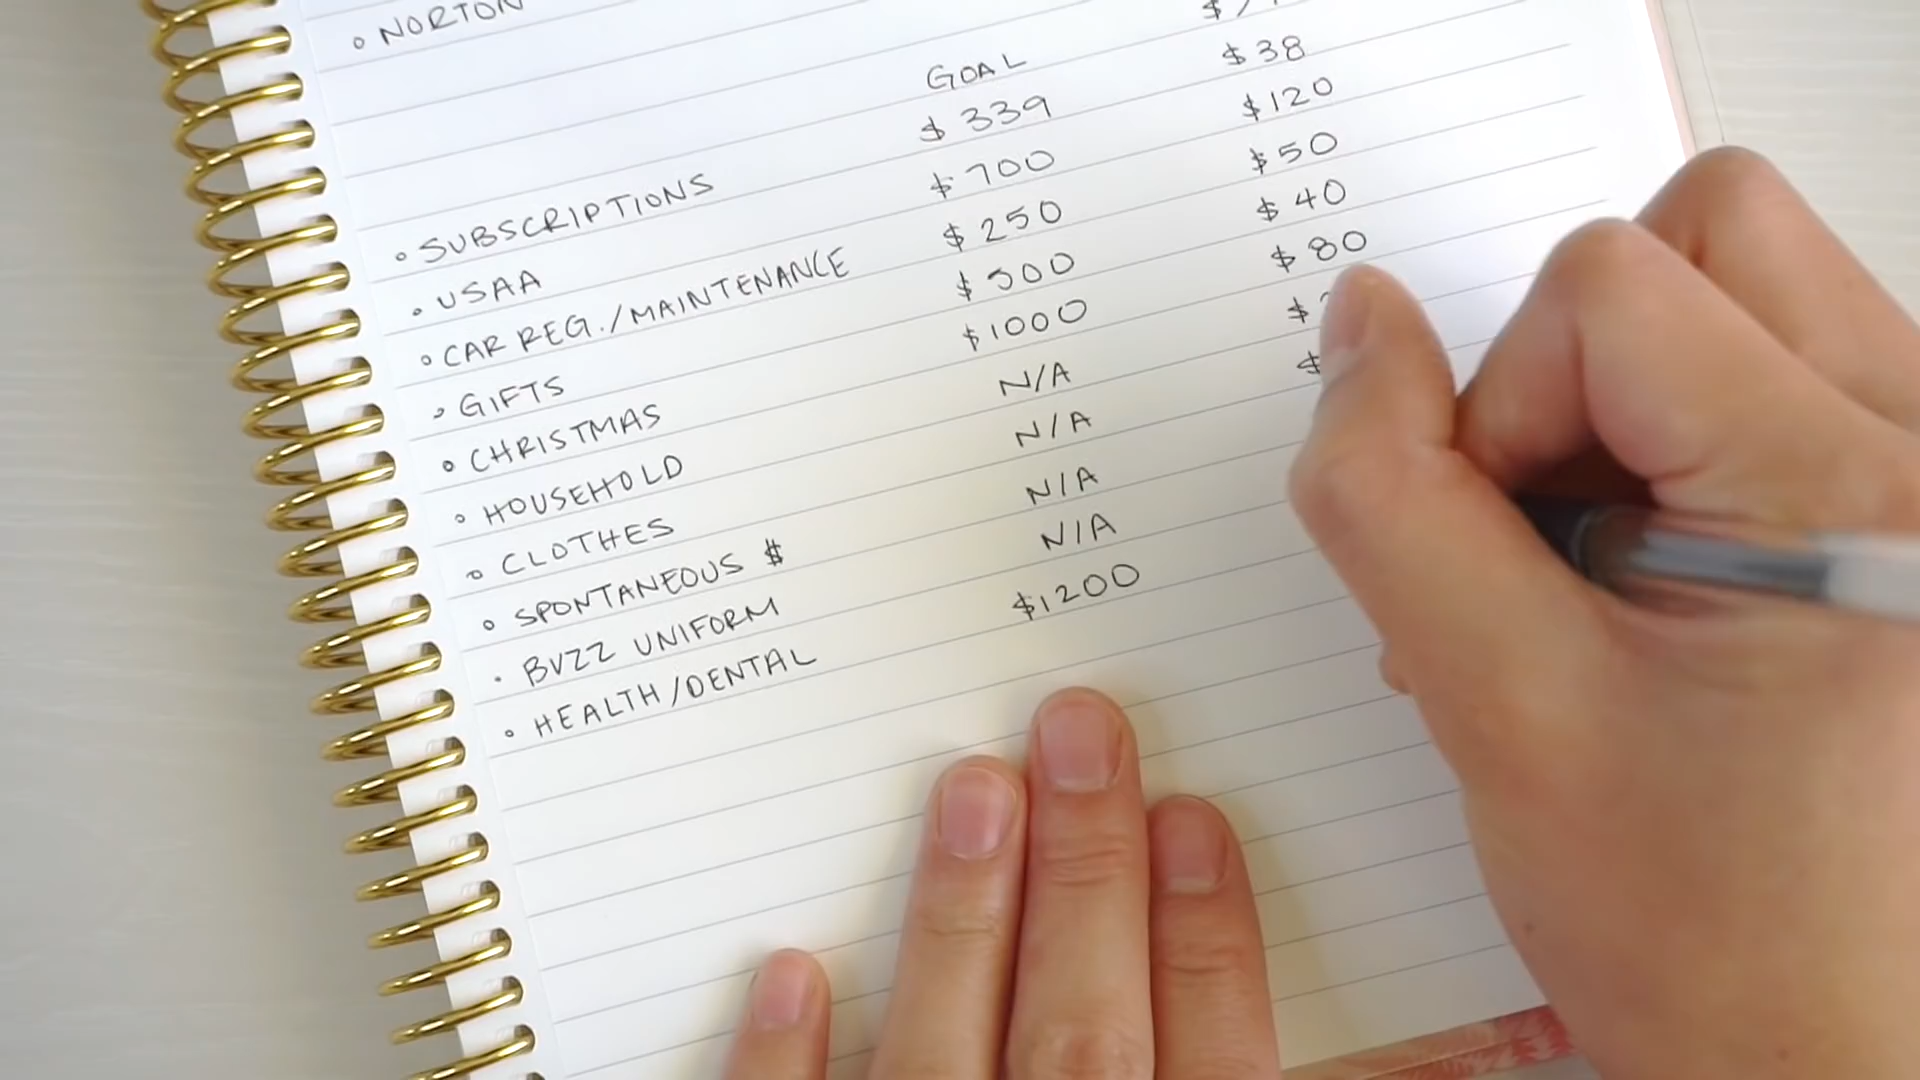 ∘ NORTON
GOAL
∘ SUBSCRIPTIONS $339 $38
∘ USAA $700 $120
∘ CAR REG./MAINTENANCE $250 $50
∘ GIFTS $500 $40
∘ CHRISTMAS $1000 $80
∘ HOUSEHOLD N/A $
∘ CLOTHES N/A $
∘ SPONTANEOUS $ N/A
∘ BUZZ UNIFORM N/A
∘ HEALTH/DENTAL $1200